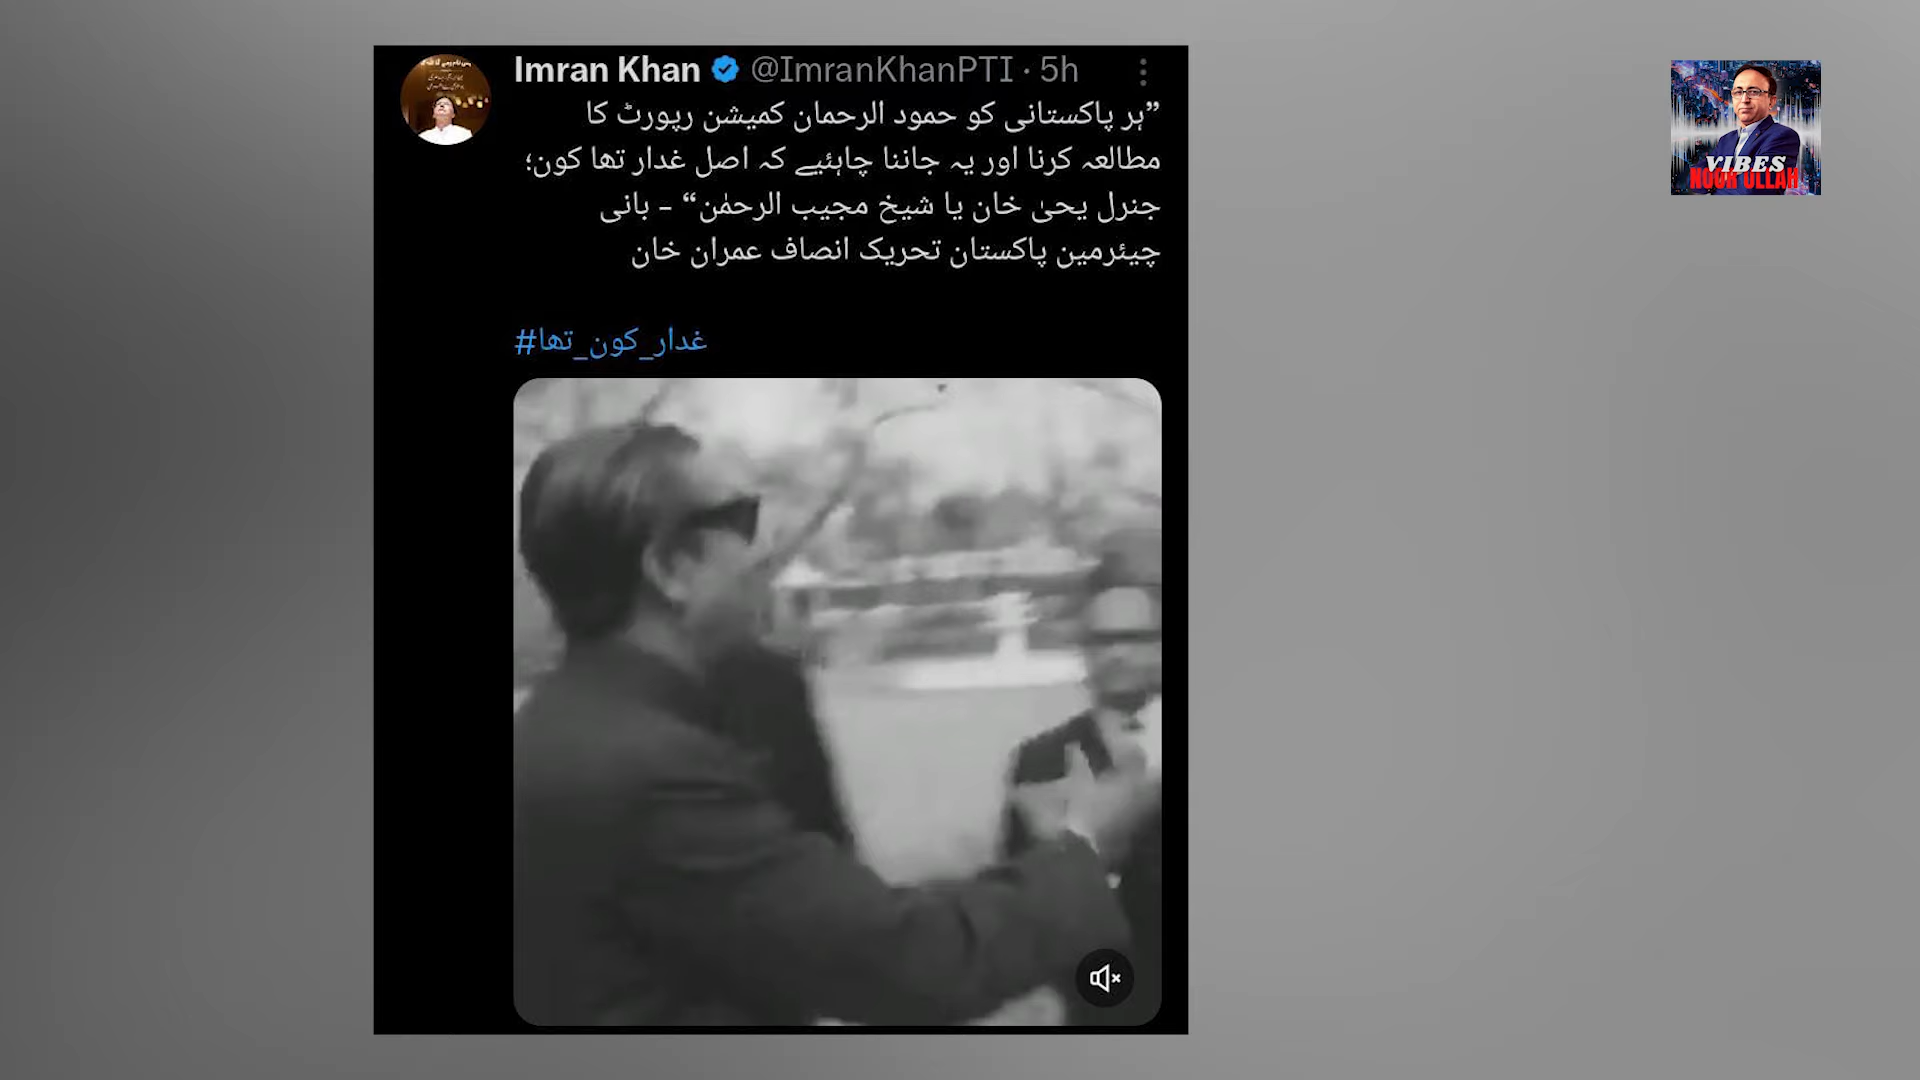 Imran Khan @ImranKhanPTI · 5h
”ہر پاکستانی کو حمود الرحمان کمیشن رپورٹ کا
مطالعہ کرنا اور یہ جاننا چاہئیے کہ اصل غدار تھا کون؛
جنرل یحیٰ خان یا شیخ مجیب الرحمٰن“ - بانی
چیئرمین پاکستان تحریک انصاف عمران خان
#غدار_کون_تھا
VIBES
NOOR ULLAH